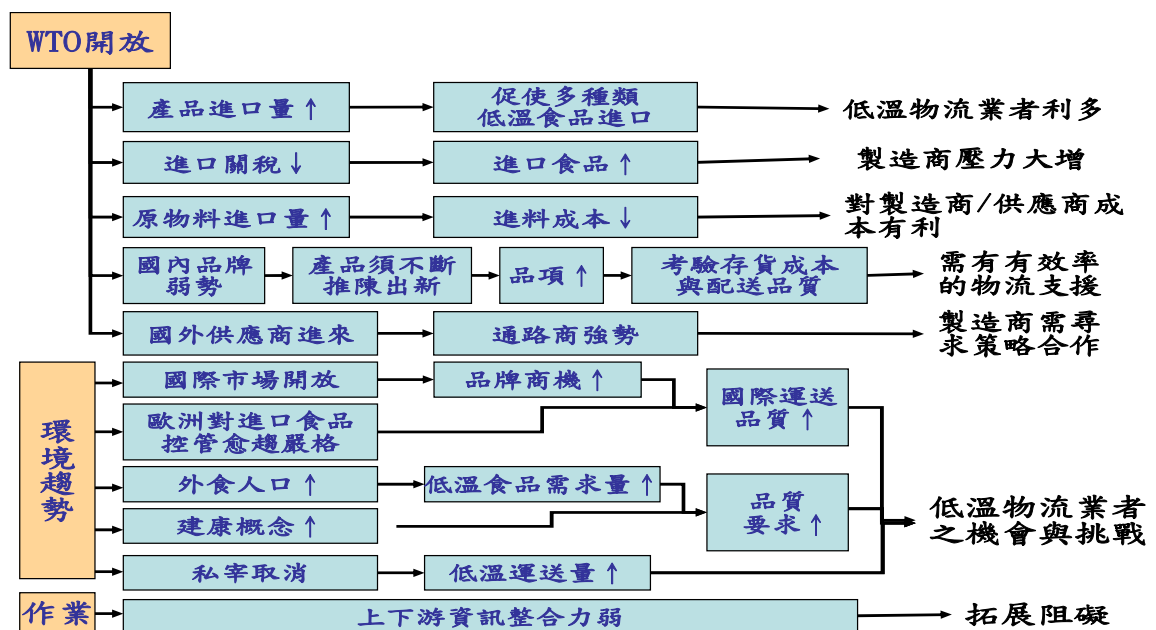 WTO開放
產品進口量↑
促使多種類
低溫食品進口
低溫物流業者利多
進口關稅↓
進口食品↑
製造商壓力大增
原物料進口量↑
進料成本↓
對製造商/供應商成
本有利
國內品牌
弱勢
產品須不斷
推陳出新
品項↑
考驗存貨成本
與配送品質
需有有效率
的物流支援
國外供應商進來
通路商強勢
製造商需尋
求策略合作
環境趨勢
國際市場開放
品牌商機↑
歐洲對進口食品
控管愈趨嚴格
國際運送
品質↑
外食人口↑
低溫食品需求量↑
建康概念↑
品質
要求↑
私宰取消
低溫運送量↑
低溫物流業者
之機會與挑戰
作業
上下游資訊整合力弱
拓展阻礙